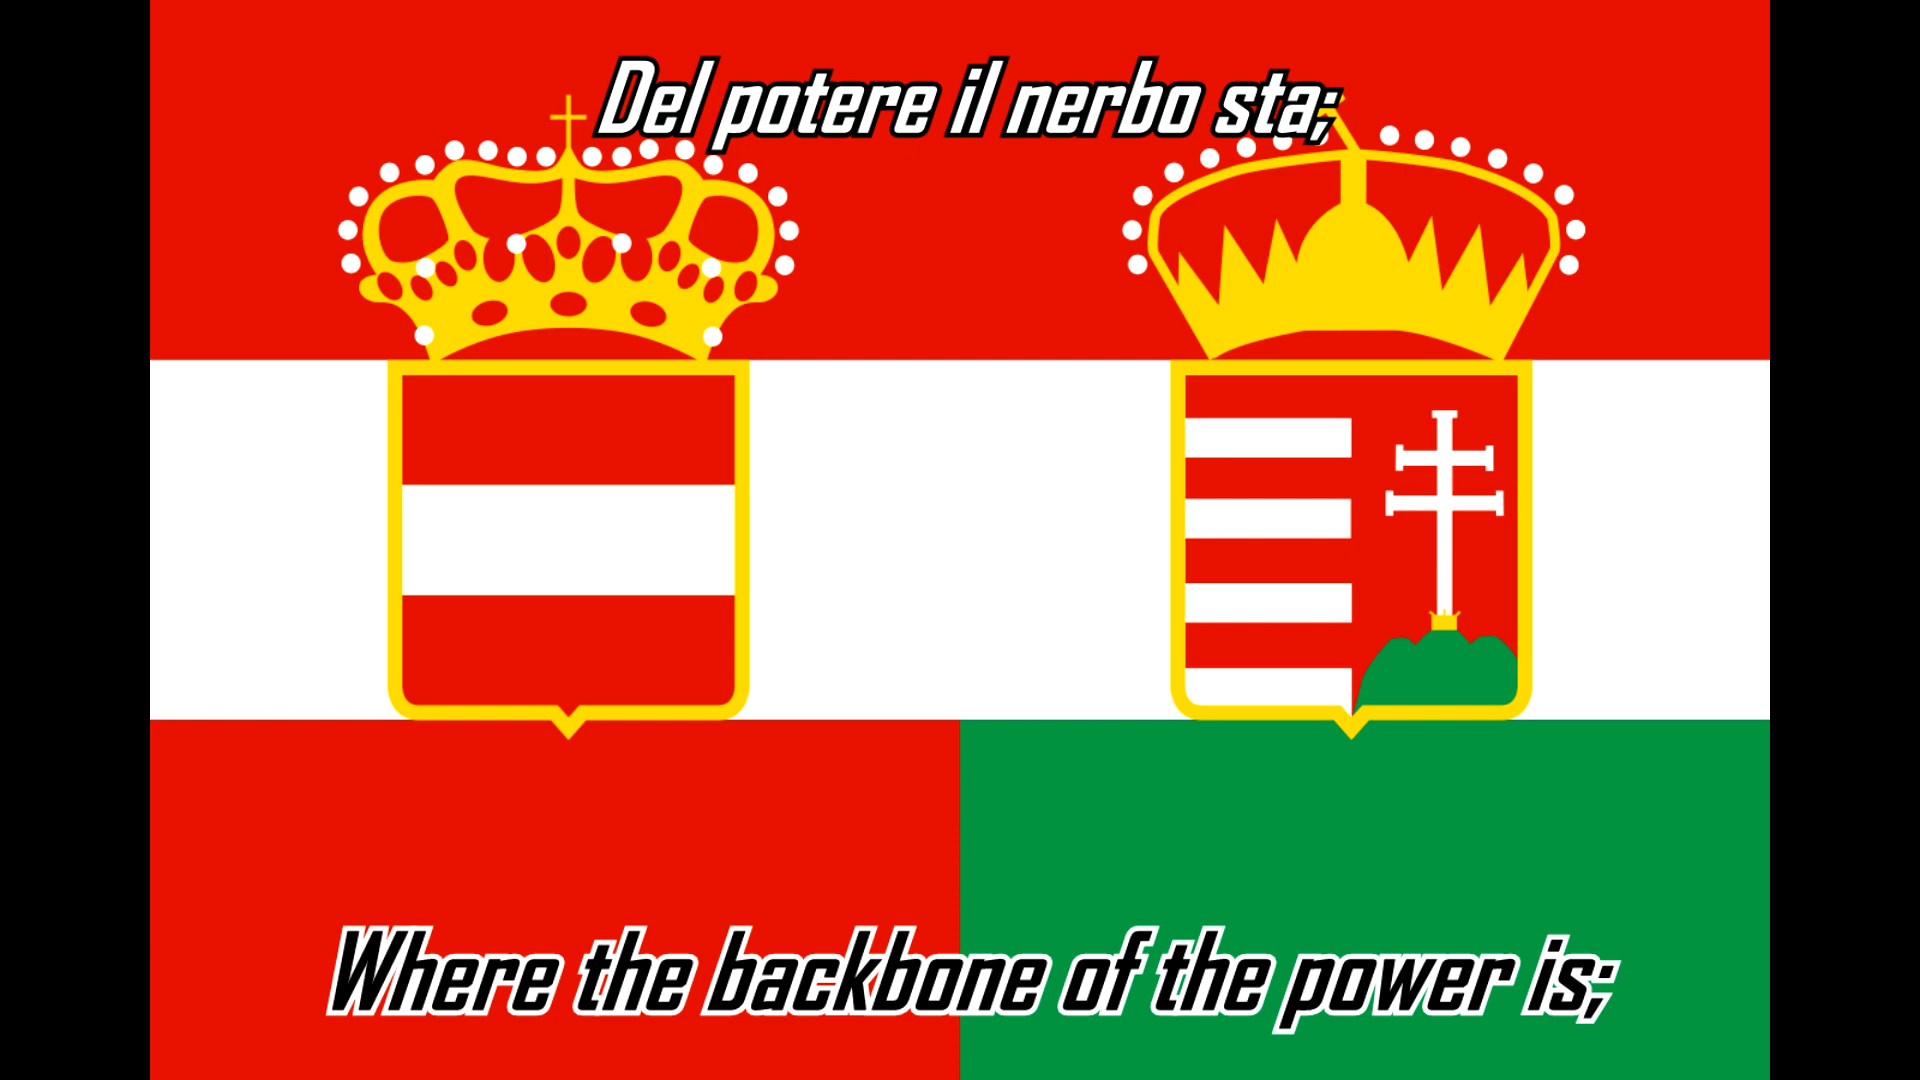 Del potere il nerbo sta;
Where the backbone of the power is;